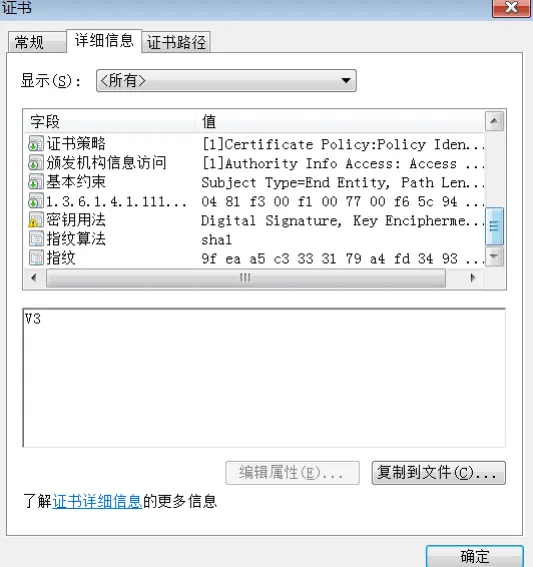 证书
常规 详细信息 证书路径
显示(S): <所有>
字段 值
证书策略 [1]Certificate Policy:Policy Iden...
颁发机构信息访问 [1]Authority Info Access: Access ...
基本约束 Subject Type=End Entity, Path Len...
1.3.6.1.4.1.111... 04 81 f3 00 f1 00 77 00 f6 5c 94 ...
密钥用法 Digital Signature, Key Encipherme...
指纹算法 sha1
指纹 9f ea a5 c3 33 31 79 a4 fd 34 93 ...
V3
编辑属性(E)... 复制到文件(C)...
了解证书详细信息的更多信息
确定